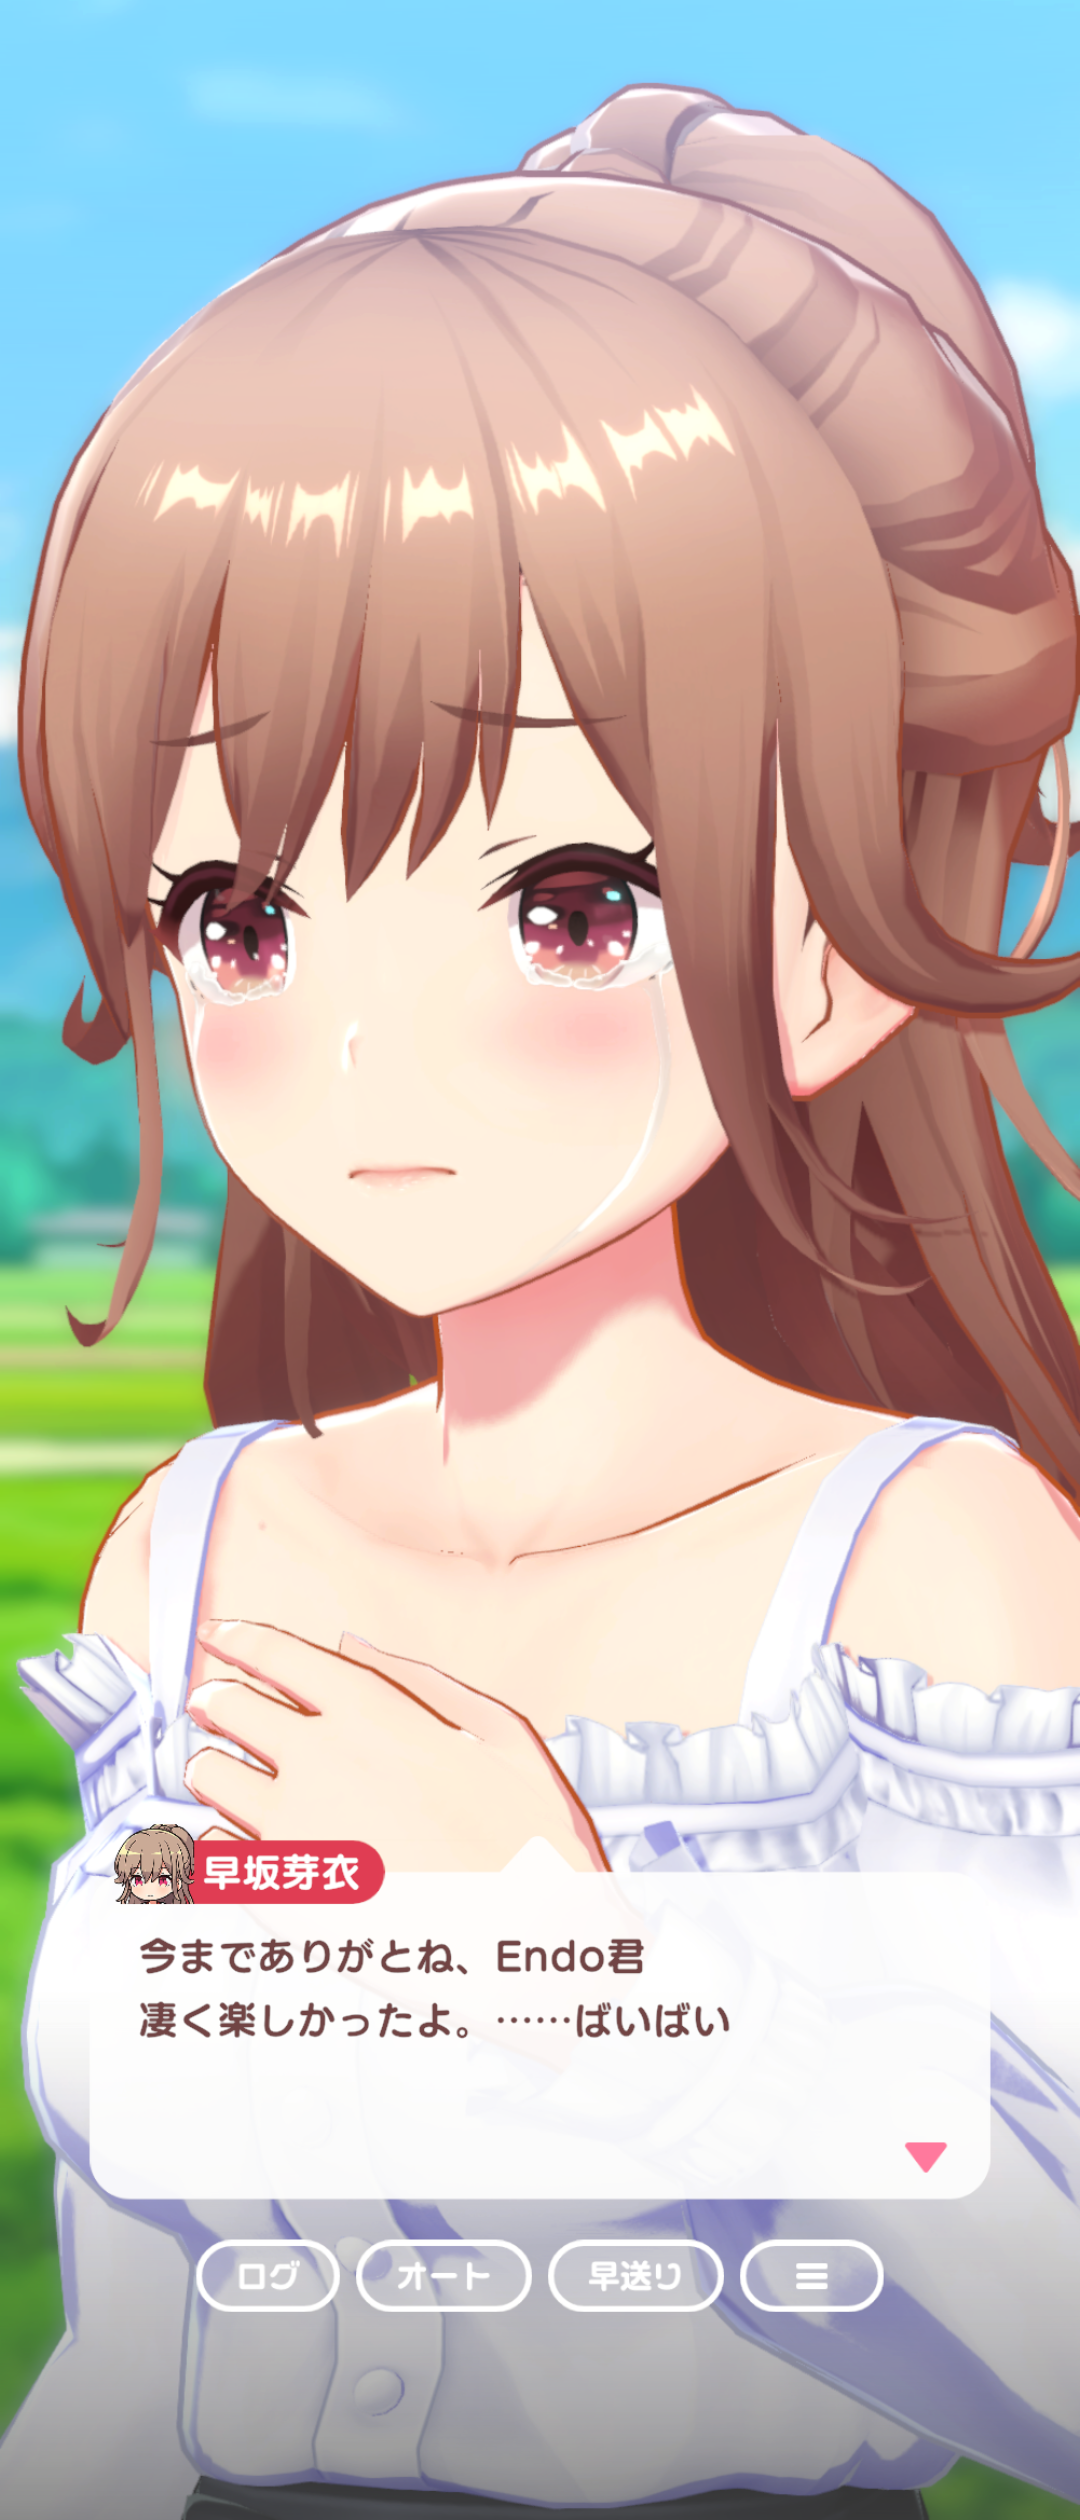 早坂芽衣
今までありがとね、Endo君
凄く楽しかったよ。……ばいばい
ログ
オート
早送り